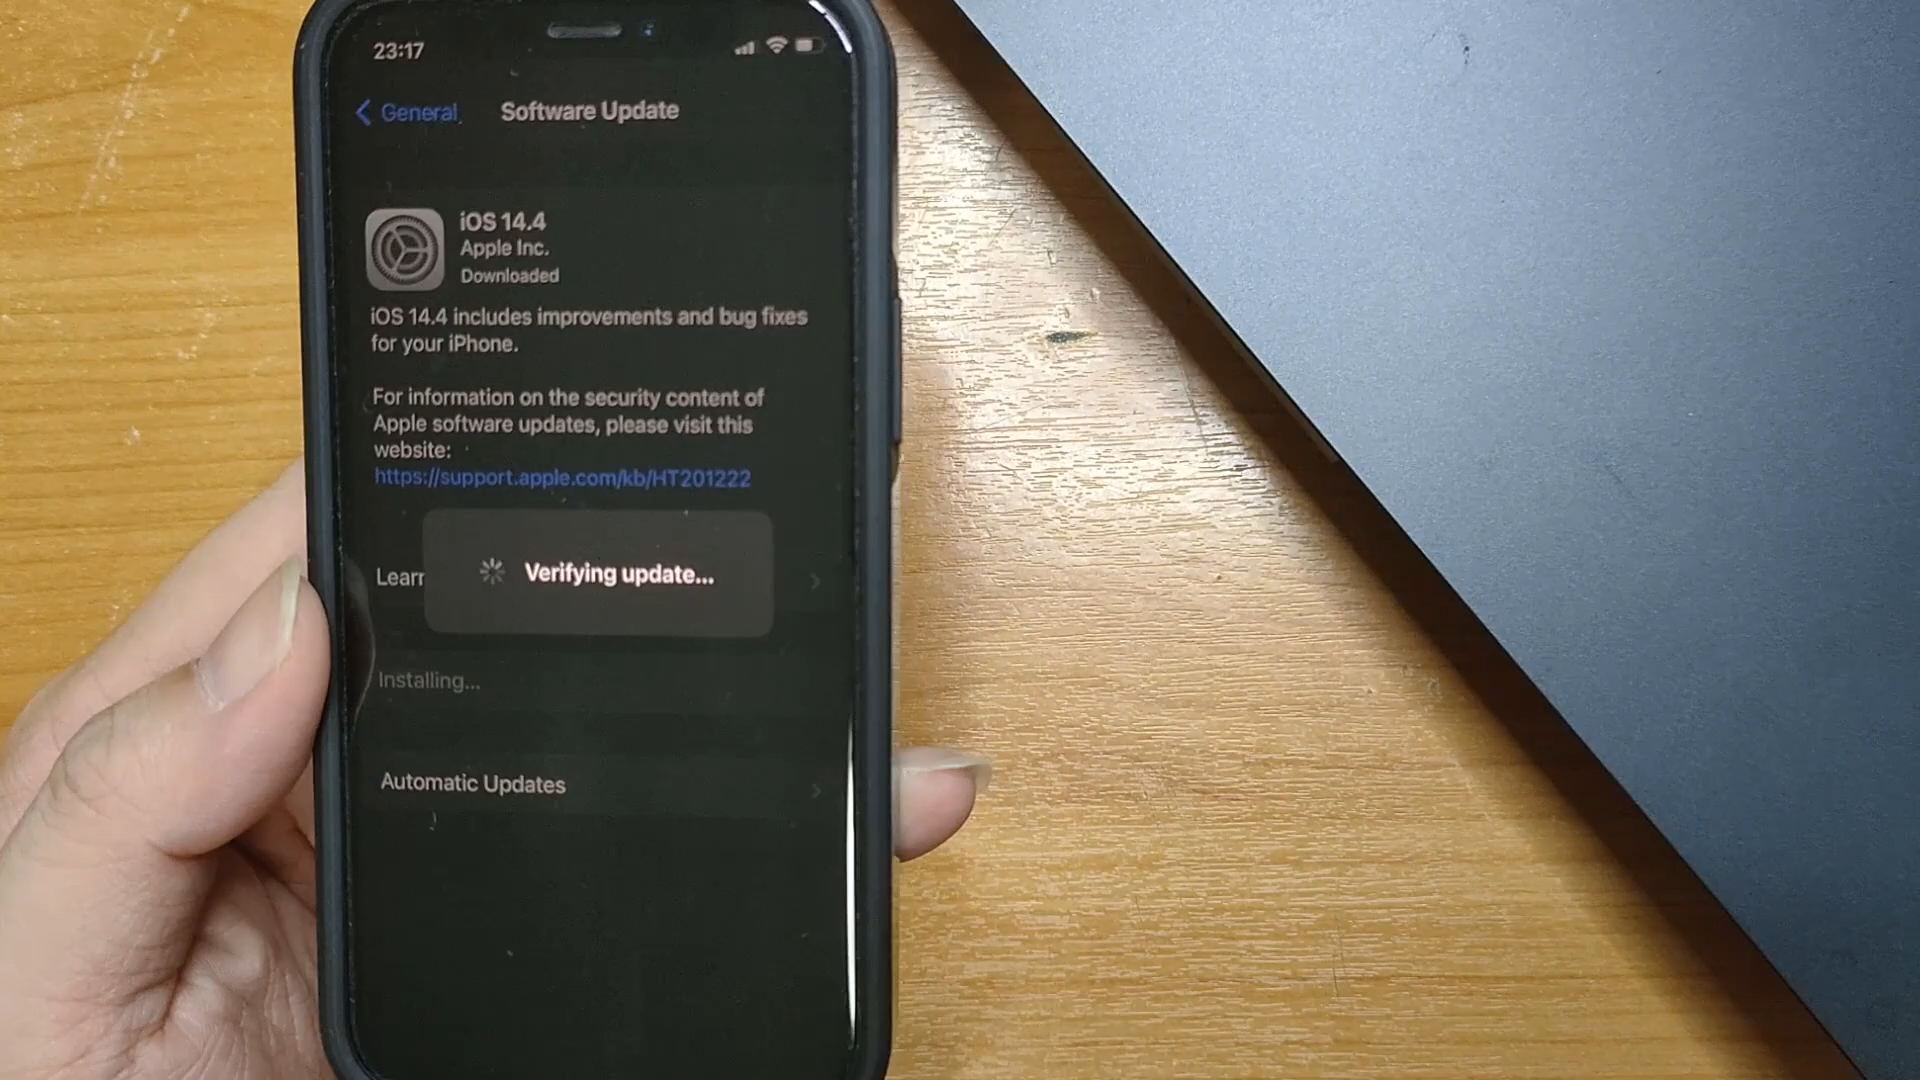 23:17
General
Software Update
iOS 14.4
Apple Inc.
Downloaded
iOS 14.4 includes improvements and bug fixes
for your iPhone.
For information on the security content of
Apple software updates, please visit this
website:
https://support.apple.com/kb/HT201222
Learn
Verifying update...
Installing...
Automatic Updates